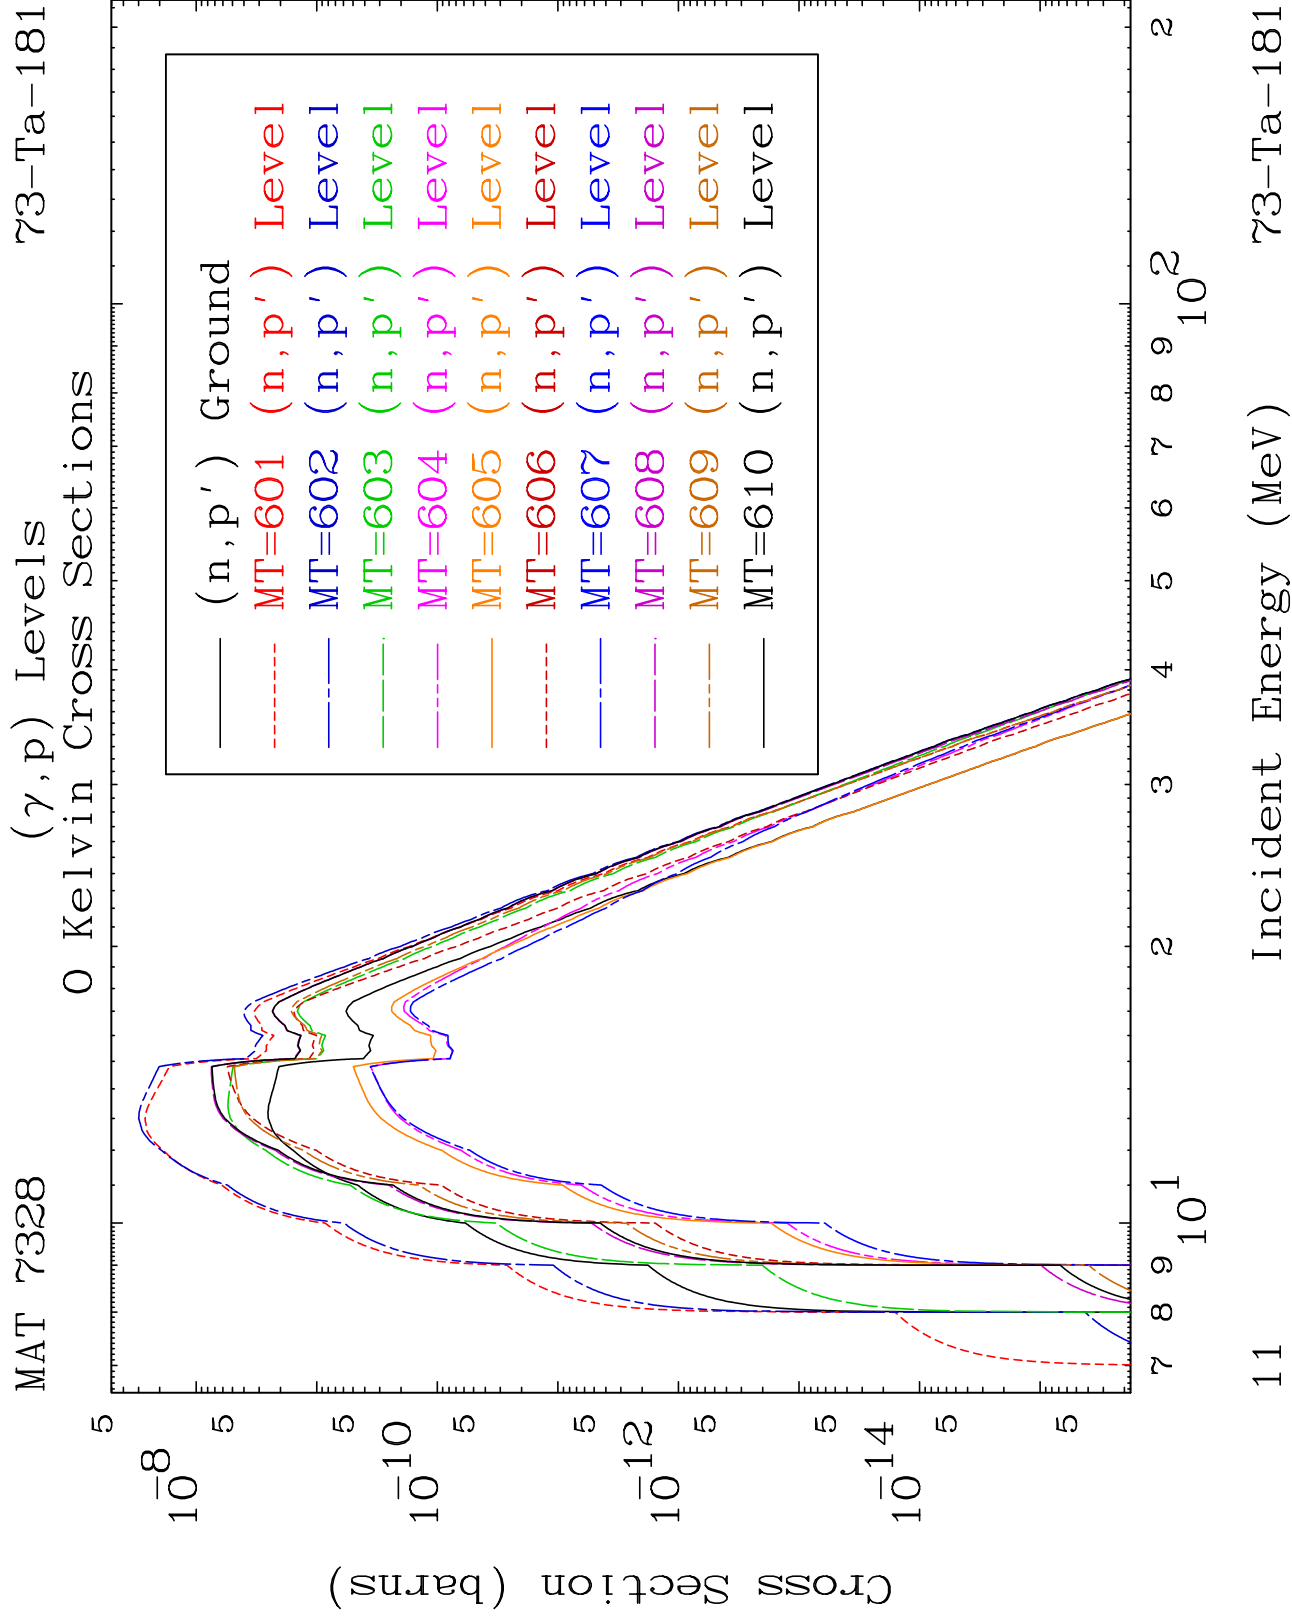 MAT 7328
(γ,p) Levels
73-Ta-181
0 Kelvin Cross Sections
(n,p') Ground
MT=601 (n,p') Level
MT=602 (n,p') Level
MT=603 (n,p') Level
MT=604 (n,p') Level
MT=605 (n,p') Level
MT=606 (n,p') Level
MT=607 (n,p') Level
MT=608 (n,p') Level
MT=609 (n,p') Level
MT=610 (n,p') Level
Cross Section (barns)
5
10⁻⁸
5
10⁻¹⁰
5
5
10⁻¹²
5
5
10⁻¹⁴
5
5
7 8 9 10¹ 2 3 4 5 6 7 8 9 10² 2
11
Incident Energy (MeV)
73-Ta-181